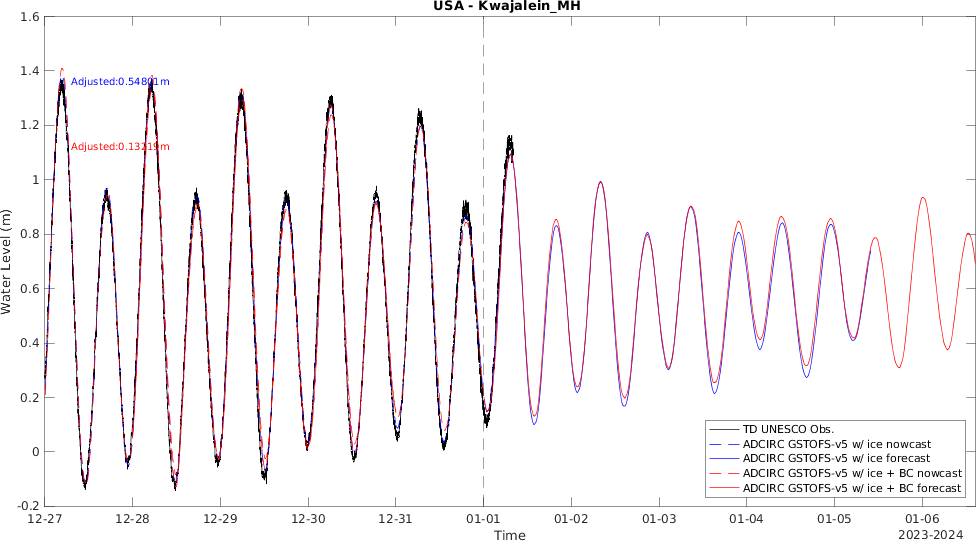 USA - Kwajalein_MH
1.6
1.4
1.2
1
0.8
0.6
0.4
0.2
0
-0.2
Water Level (m)
Adjusted:0.54801m
Adjusted:0.13219m
TD UNESCO Obs.
ADCIRC GSTOFS-v5 w/ ice nowcast
ADCIRC GSTOFS-v5 w/ ice forecast
ADCIRC GSTOFS-v5 w/ice + BC nowcast
ADCIRC GSTOFS-v5 w/ ice + BC forecast
12-27 12-28 12-29 12-30 12-31 01-01 01-02 01-03 01-04 01-05 01-06
Time
2023-2024